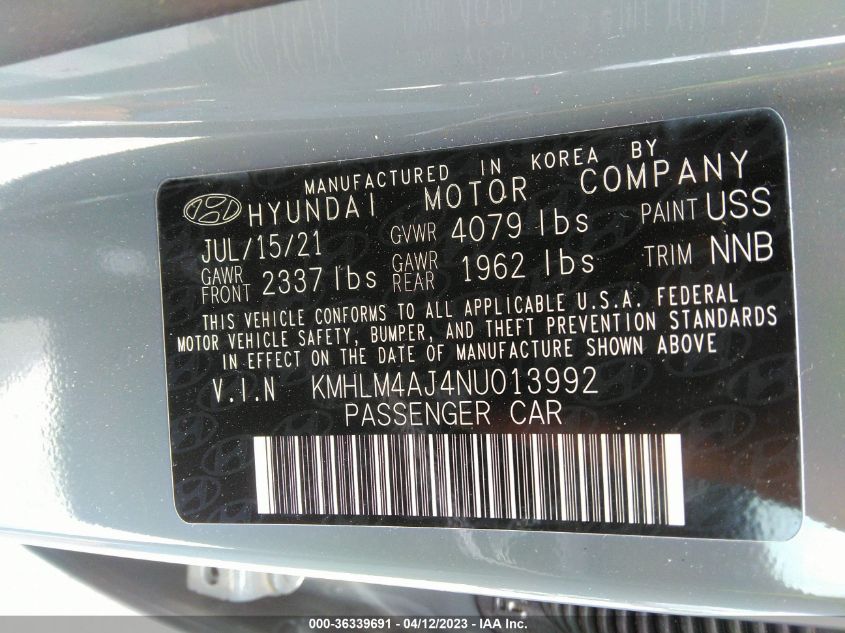 MANUFACTURED IN KOREA BY
HYUNDAI MOTOR COMPANY
JUL/15/21 GVWR 4079 lbs PAINT USS
GAWR FRONT 2337 lbs GAWR REAR 1962 lbs TRIM NNB
THIS VEHICLE CONFORMS TO ALL APPLICABLE U.S.A. FEDERAL
MOTOR VEHICLE SAFETY, BUMPER, AND THEFT PREVENTION STANDARDS
IN EFFECT ON THE DATE OF MANUFACTURE SHOWN ABOVE
V.I.N KMHLM4AJ4NU013992
PASSENGER CAR
000-36339691 - 04/12/2023 - IAA Inc.